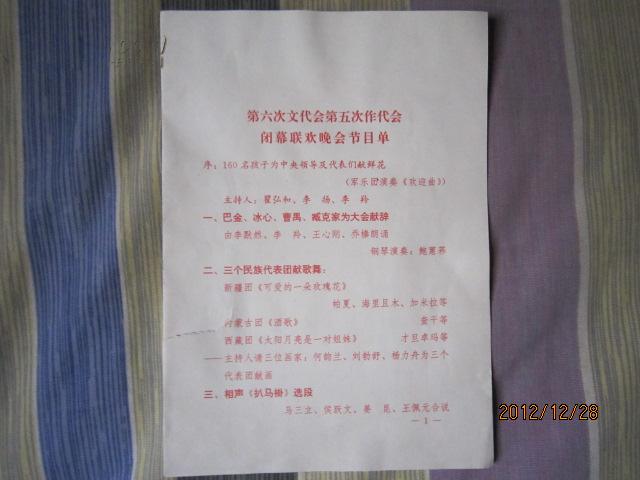 第六次文代会第五次作代会
闭幕联欢晚会节目单
序：160名孩子为中央领导及代表们献鲜花
（军乐团演奏《欢迎曲》）
主持人：瞿弘和、李 扬、李 羚
一、巴金、冰心、曹禺、臧克家为大会献辞
由李默然、李 羚、王心刚、乔榛朗诵
钢琴演奏：鲍蕙荞
二、三个民族代表团献歌舞：
新疆团《可爱的一朵玫瑰花》
帕夏、海里且木、加米拉等
内蒙古团《酒歌》 牵干等
西藏团《太阳月亮是一对姐妹》 才旦卓玛等
——主持人请三位画家：何韵兰、刘勃舒、杨力舟为三个
代表团献画
三、相声《扒马褂》选段
马三立、侯跃文、姜 昆、王佩元合说
—1—
2012/12/28